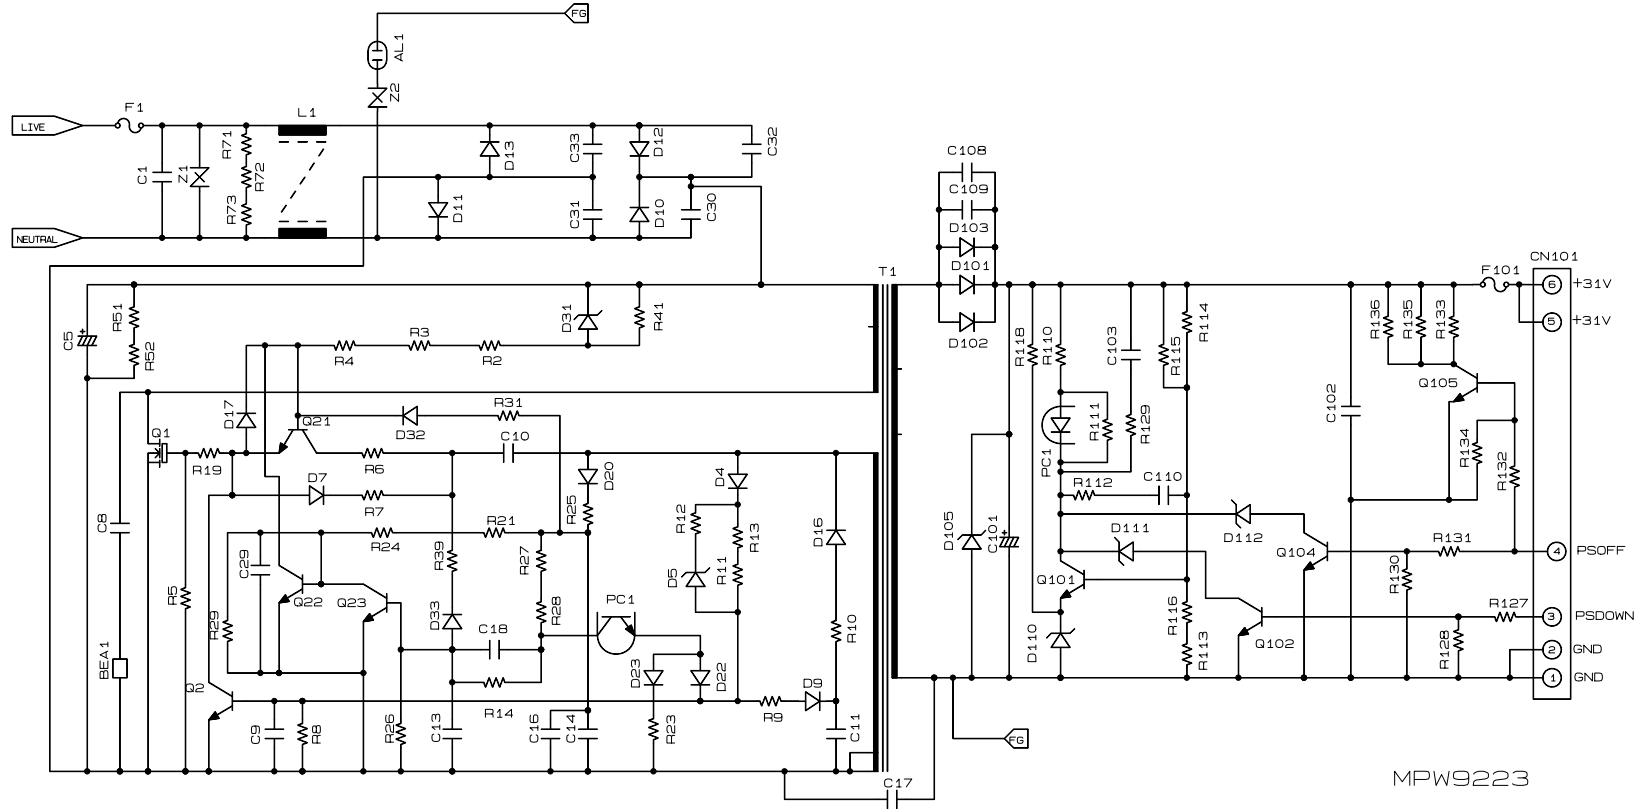 FG
AL1
Z2
F1
L1
LIVE
C1
Z1
R71
R72
R73
D13
C33
D12
C32
D11
C31
D10
C30
NEUTRAL
C108
C109
D103
D101
D102
T1
CN101
F101
6 +31V
5 +31V
C5
R51
R52
D31
R41
R4
R3
R2
R118
R110
C103
R115
R114
R136
R135
R133
Q105
C102
D17
Q21
D32
R31
Q1
R19
R6
C10
PC1
R111
R129
R134
R132
D7
R7
D20
R25
D4
R12
R13
D16
R112
C110
D105
C101
D111
D112
C8
R24
R21
R39
R27
D5
R11
Q104
R131
4 PSOFF
R130
C29
R5
R29
Q22
Q23
D33
C18
R28
PC1
R10
Q101
D110
R116
R113
Q102
R127
3 PSDOWN
R128
2 GND
1 GND
BEA1
Q2
R14
D23
D22
D9
R9
C9
R8
R26
C13
C16
C14
R23
C11
C17
FG
MPW9223